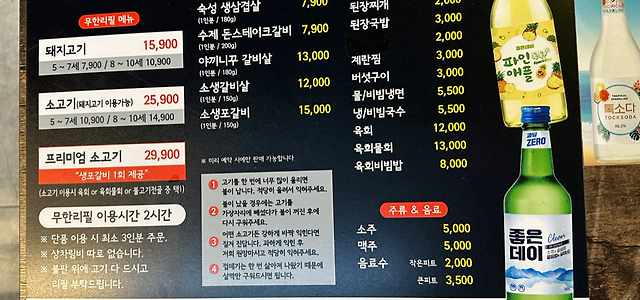 무한리필 메뉴
돼지고기 15,900
5 ~ 7세 7,900 / 8 ~ 10세 10,900
소고기(돼지고기 이용가능) 25,900
5 ~ 7세 10,900 / 8 ~ 10세 14,900
프리미엄 소고기 29,900
"생포갈비 1회 제공"
(소고기 이용시 육회 or 육회물회 or 불고기전골 중 택1)
무한리필 이용시간 2시간
※ 단품 이용 시 최소 3인분 주문.
※ 상차림비 따로 없습니다.
※ 불판 위에 고기 다 드시고
리필 부탁드립니다.
숙성 생삼겹살 7,900
(1인분 / 180g)
수제 돈스테이크갈비 7,900
(1인분 / 200g)
야끼니꾸 갈비살 13,000
(1인분 / 180g)
소생갈비살 12,000
(1인분 / 150g)
소생포갈비 15,000
(1인분 / 150g)
※ 미리 예약 시에만 판매 가능합니다
1 고기를 한 번에 너무 많이 올리면
불이 납니다. 적당히 올려서 익혀주세요.
2 불이 났을 경우에는 고기를
가장자리에 빼셨다가 불이 꺼진 후에
다시 구워주세요.
3 어떤 소고기든 강하게 바짝 익힌다면
질겨 진답니다. 과하게 익힌 후
저희 원망마시고 적당히 익혀주세요.
4 껍데기는 한 번 삶아져 나왔기 때문에
살짝만 구워드시면 됩니다.
된장찌개 2,000
된장국밥 3,000
계란찜 3,000
버섯구이 3,000
물/비빔냉면 5,500
냉/비빔국수 5,500
육회 12,000
육회물회 13,000
육회비빔밥 8,000
주류 & 음료
소주 5,000
맥주 5,000
음료수 작은피트 2,000
큰피트 3,500
좋은데이
파인
애플
ZERO
Clean
좋은
데이
TROPICAL
SPARKLING
톡소다
TOCKSODA